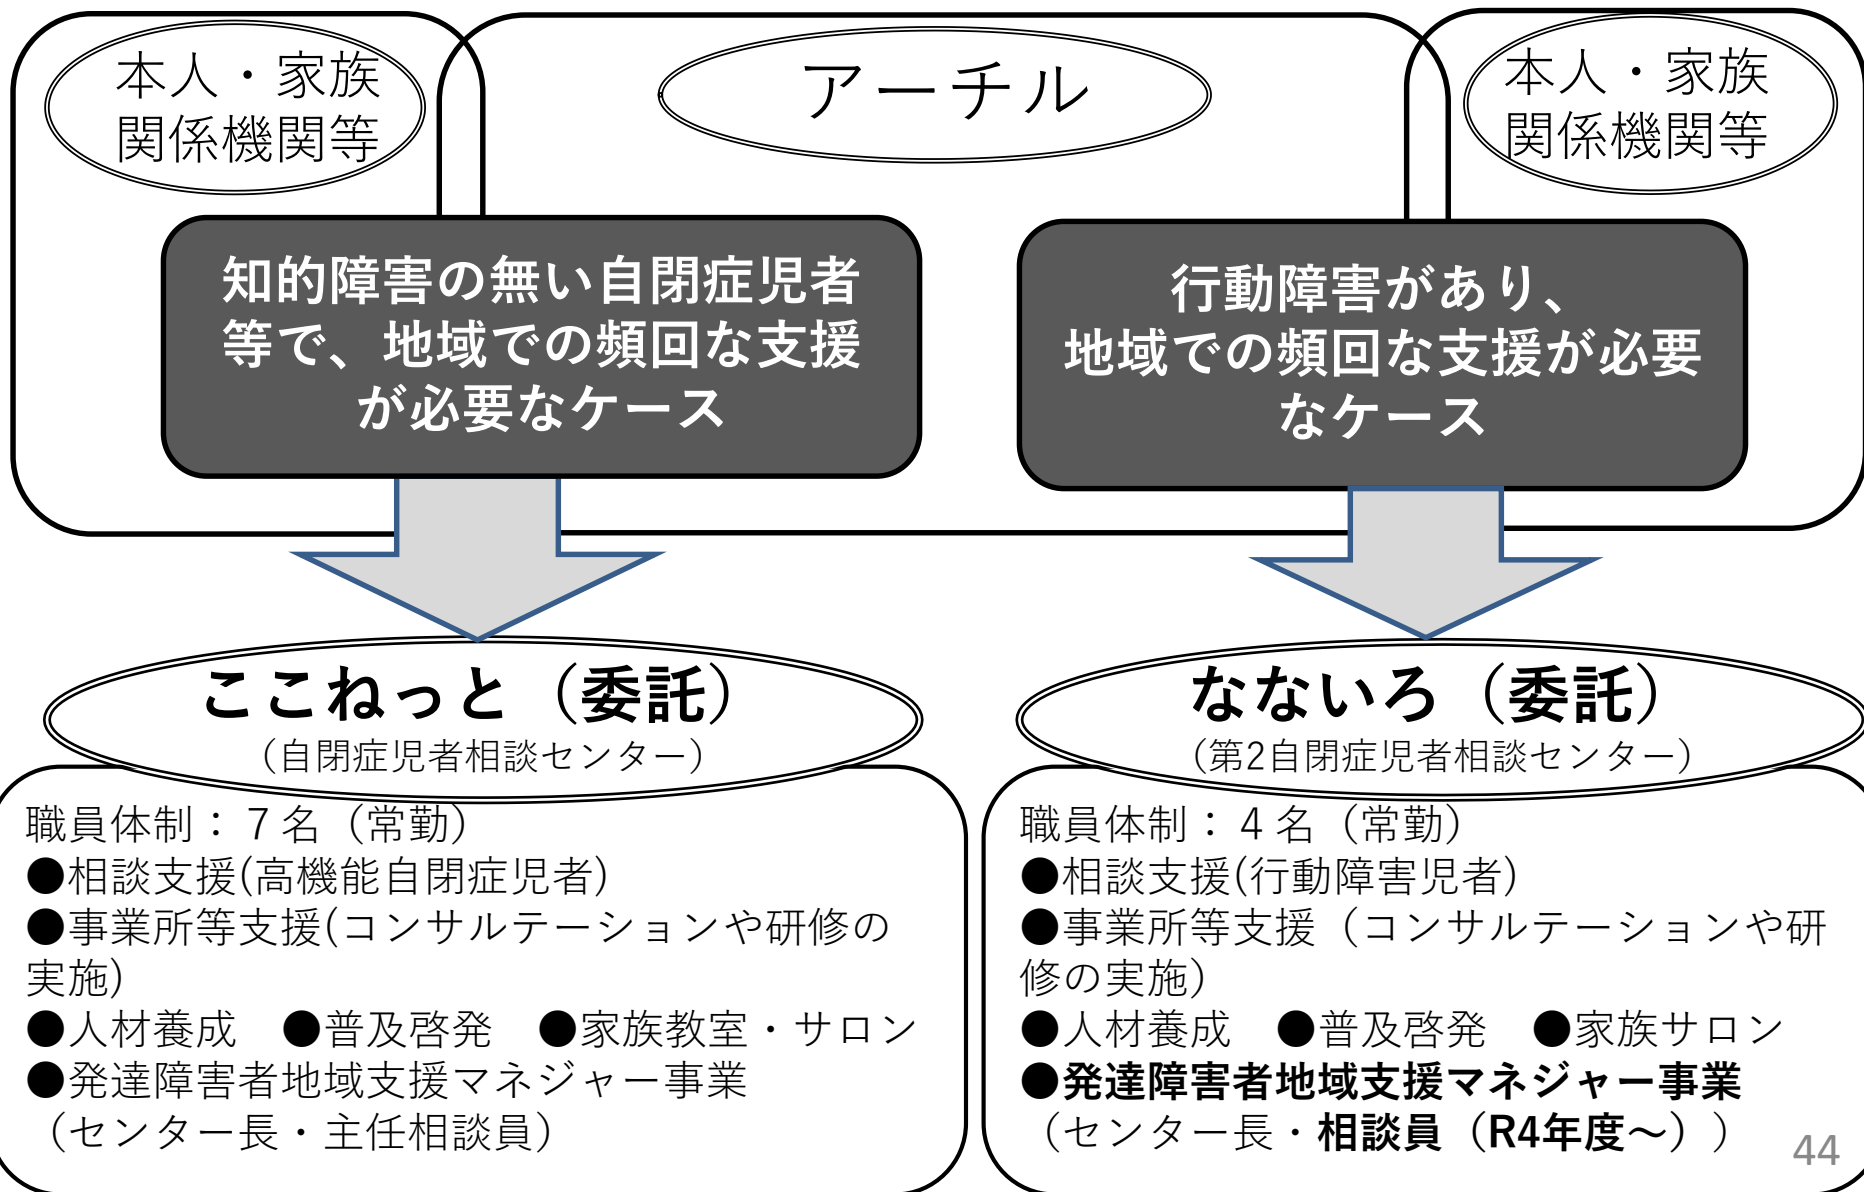 本人・家族
関係機関等
アーチル
本人・家族
関係機関等
知的障害の無い自閉症児者
等で、地域での頻回な支援
が必要なケース
行動障害があり、
地域での頻回な支援が必要
なケース
ここねっと（委託）
（自閉症児者相談センター）
職員体制：７名（常勤）
●相談支援(高機能自閉症児者)
●事業所等支援(コンサルテーションや研修の
実施)
●人材養成　●普及啓発　●家族教室・サロン
●発達障害者地域支援マネジャー事業
（センター長・主任相談員）
なないろ（委託）
（第2自閉症児者相談センター）
職員体制：４名（常勤）
●相談支援(行動障害児者)
●事業所等支援（コンサルテーションや研
修の実施)
●人材養成　●普及啓発　●家族サロン
●発達障害者地域支援マネジャー事業
（センター長・相談員（R4年度～））
44